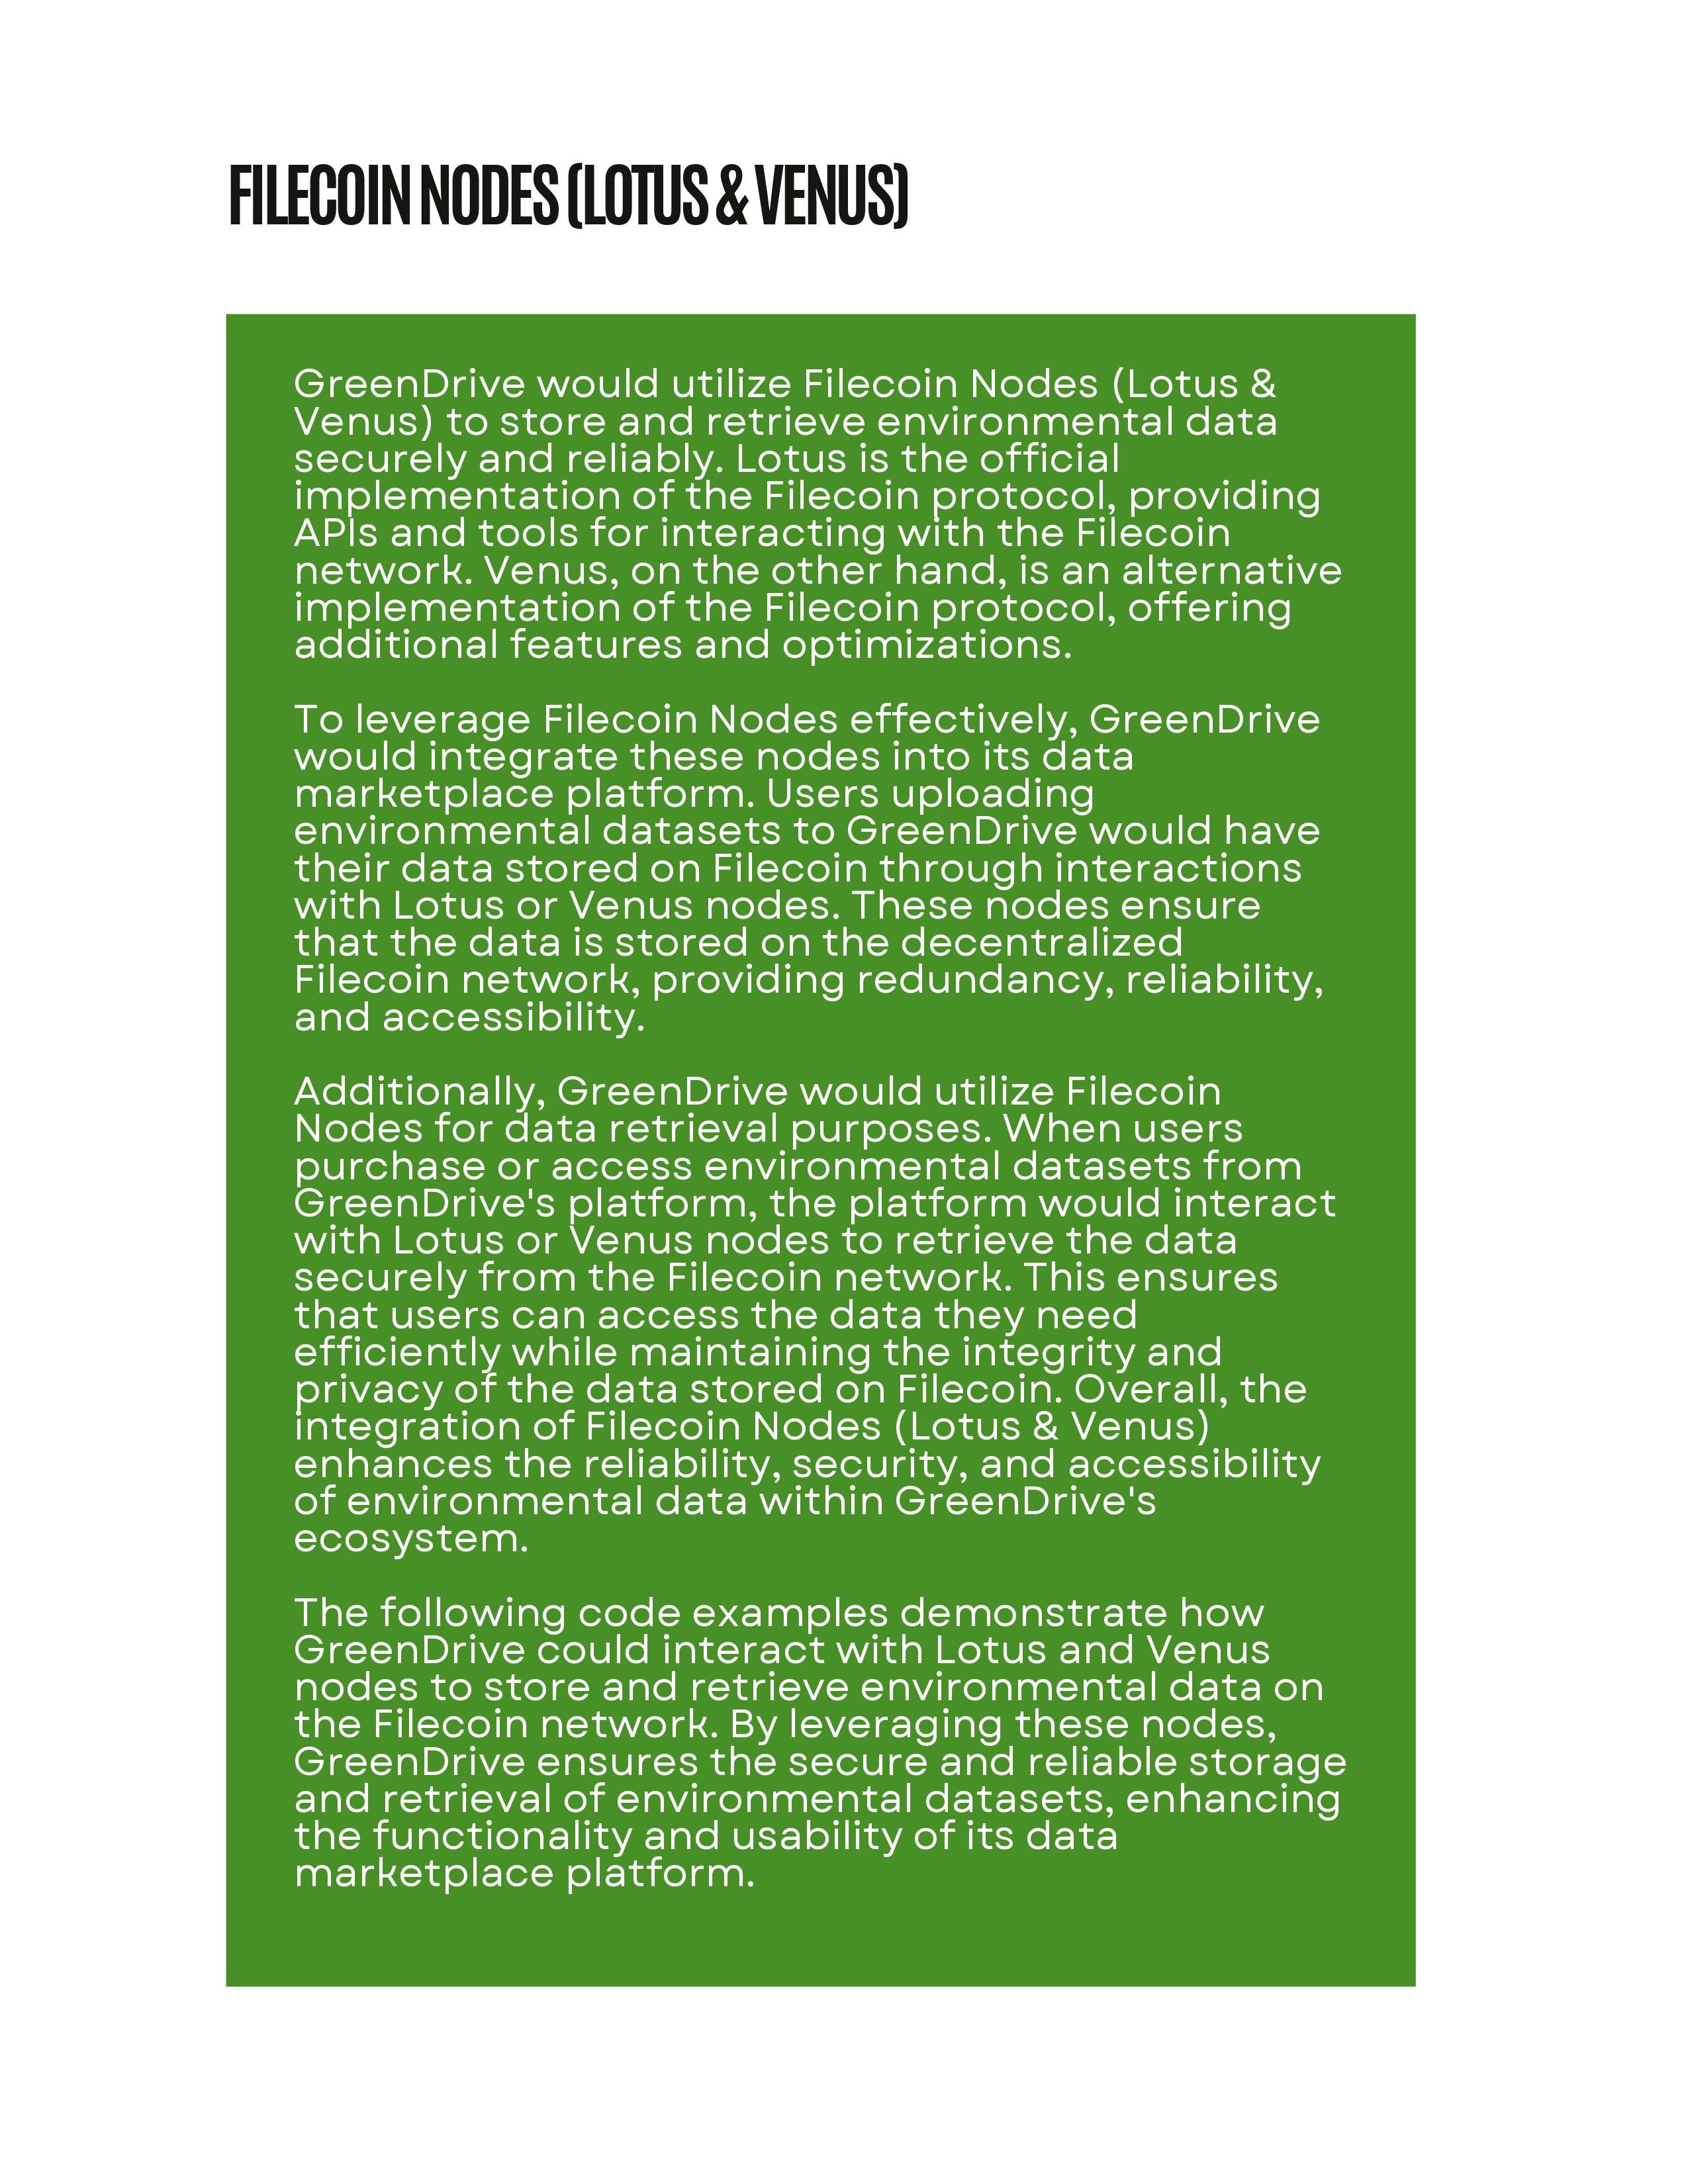 FILECOIN NODES (LOTUS & VENUS)
GreenDrive would utilize Filecoin Nodes (Lotus &
Venus) to store and retrieve environmental data
securely and reliably. Lotus is the official
implementation of the Filecoin protocol, providing
APIs and tools for interacting with the Filecoin
network. Venus, on the other hand, is an alternative
implementation of the Filecoin protocol, offering
additional features and optimizations.
To leverage Filecoin Nodes effectively, GreenDrive
would integrate these nodes into its data
marketplace platform. Users uploading
environmental datasets to GreenDrive would have
their data stored on Filecoin through interactions
with Lotus or Venus nodes. These nodes ensure
that the data is stored on the decentralized
Filecoin network, providing redundancy, reliability,
and accessibility.
Additionally, GreenDrive would utilize Filecoin
Nodes for data retrieval purposes. When users
purchase or access environmental datasets from
GreenDrive's platform, the platform would interact
with Lotus or Venus nodes to retrieve the data
securely from the Filecoin network. This ensures
that users can access the data they need
efficiently while maintaining the integrity and
privacy of the data stored on Filecoin. Overall, the
integration of Filecoin Nodes (Lotus & Venus)
enhances the reliability, security, and accessibility
of environmental data within GreenDrive's
ecosystem.
The following code examples demonstrate how
GreenDrive could interact with Lotus and Venus
nodes to store and retrieve environmental data on
the Filecoin network. By leveraging these nodes,
GreenDrive ensures the secure and reliable storage
and retrieval of environmental datasets, enhancing
the functionality and usability of its data
marketplace platform.